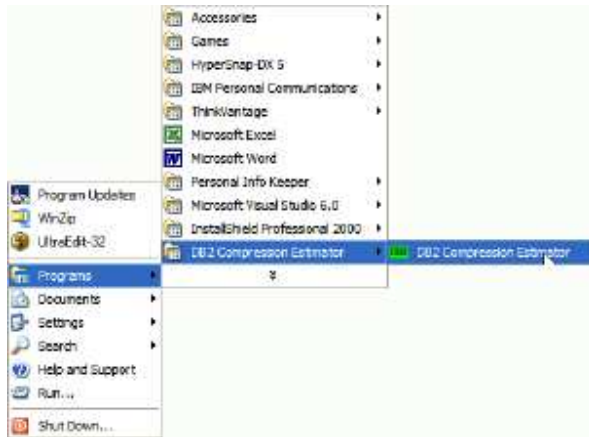 Accessories
Games
HyperSnap-DX 5
IBM Personal Communications
ThinkVantage
Microsoft Excel
Microsoft Word
Personal Info Keeper
Microsoft Visual Studio 6.0
InstallShield Professional 2000
DB2 Compression Estimator
DB2 Compression Estimator
Program Updates
WinZip
UltraEdit-32
Programs
Documents
Settings
Search
Help and Support
Run...
Shut Down...